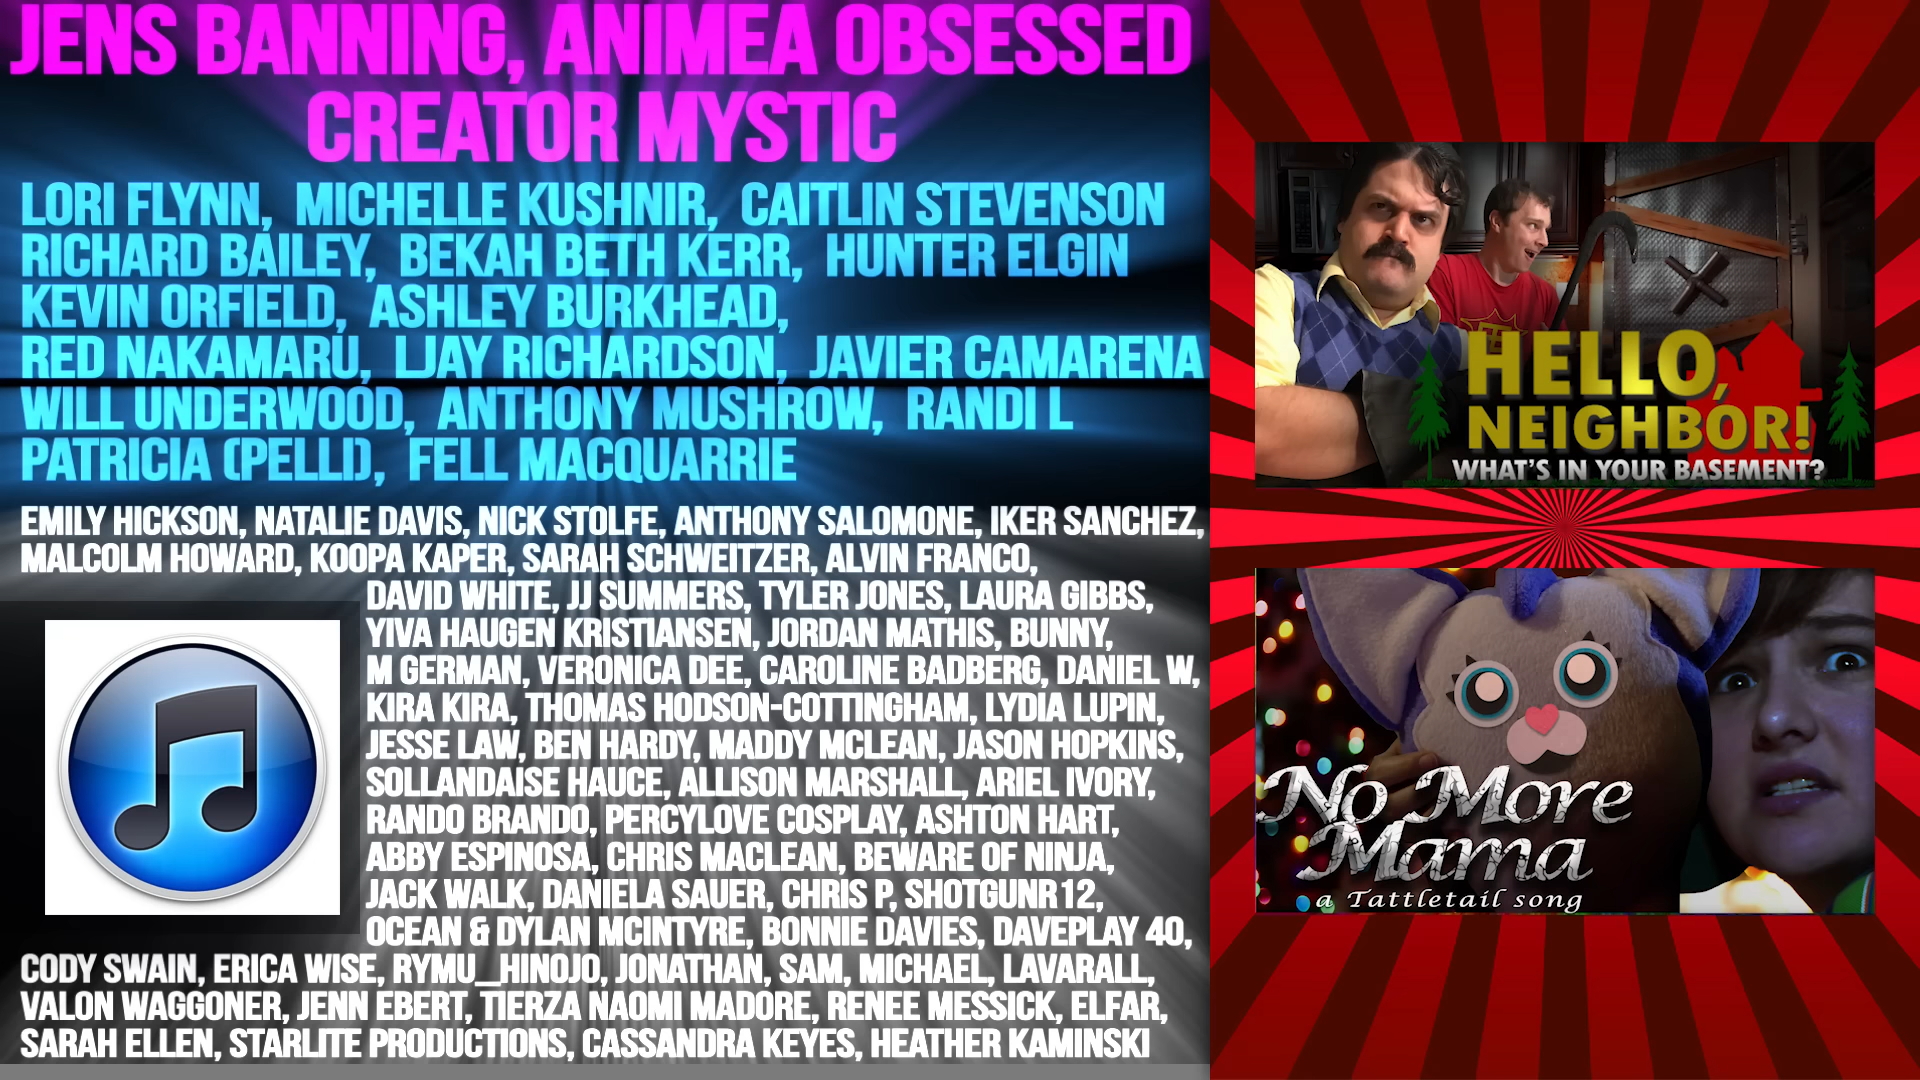 JENS BANNING, ANIMEA OBSESSED
CREATOR MYSTIC
LORI FLYNN, MICHELLE KUSHNIR, CAITLIN STEVENSON
RICHARD BAILEY, BEKAH BETH KERR, HUNTER ELGIN
KEVIN ORFIELD, ASHLEY BURKHEAD,
RED NAKAMARU, LJAY RICHARDSON, JAVIER CAMARENA
WILL UNDERWOOD, ANTHONY MUSHROW, RANDI L
PATRICIA (PELLI), FELL MACQUARRIE
EMILY HICKSON, NATALIE DAVIS, NICK STOLFE, ANTHONY SALOMONE, IKER SANCHEZ,
MALCOLM HOWARD, KOOPA KAPER, SARAH SCHWEITZER, ALVIN FRANCO,
DAVID WHITE, JJ SUMMERS, TYLER JONES, LAURA GIBBS,
YIVA HAUGEN KRISTIANSEN, JORDAN MATHIS, BUNNY,
M GERMAN, VERONICA DEE, CAROLINE BADBERG, DANIEL W,
KIRA KIRA, THOMAS HODSON-COTTINGHAM, LYDIA LUPIN,
JESSE LAW, BEN HARDY, MADDY MCLEAN, JASON HOPKINS,
SOLLANDAISE HAUCE, ALLISON MARSHALL, ARIEL IVORY,
RANDO BRANDO, PERCYLOVE COSPLAY, ASHTON HART,
ABBY ESPINOSA, CHRIS MACLEAN, BEWARE OF NINJA,
JACK WALK, DANIELA SAUER, CHRIS P, SHOTGUNR12,
OCEAN & DYLAN MCINTYRE, BONNIE DAVIES, DAVEPLAY 40,
CODY SWAIN, ERICA WISE, RYMU_HINOJO, JONATHAN, SAM, MICHAEL, LAVARALL,
VALON WAGGONER, JENN EBERT, TIERZA NAOMI MADORE, RENEE MESSICK, ELFAR,
SARAH ELLEN, STARLITE PRODUCTIONS, CASSANDRA KEYES, HEATHER KAMINSKI
HELLO,
NEIGHBOR!
WHAT'S IN YOUR BASEMENT?
No More
Mama
a Tattletail song